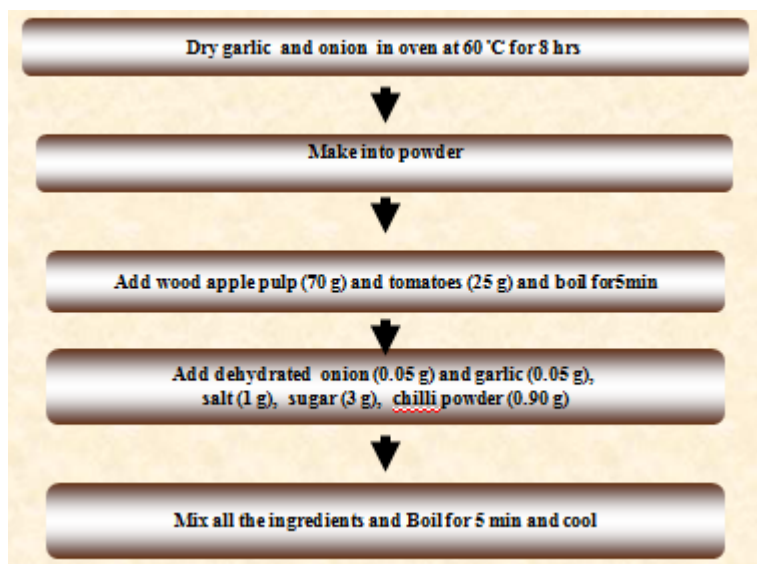 Dry garlic and onion in oven at 60 °C for 8 hrs
Make into powder
Add wood apple pulp (70 g) and tomatoes (25 g) and boil for5min
Add dehydrated onion (0.05 g) and garlic (0.05 g),
salt (1 g), sugar (3 g), chilli powder (0.90 g)
Mix all the ingredients and Boil for 5 min and cool